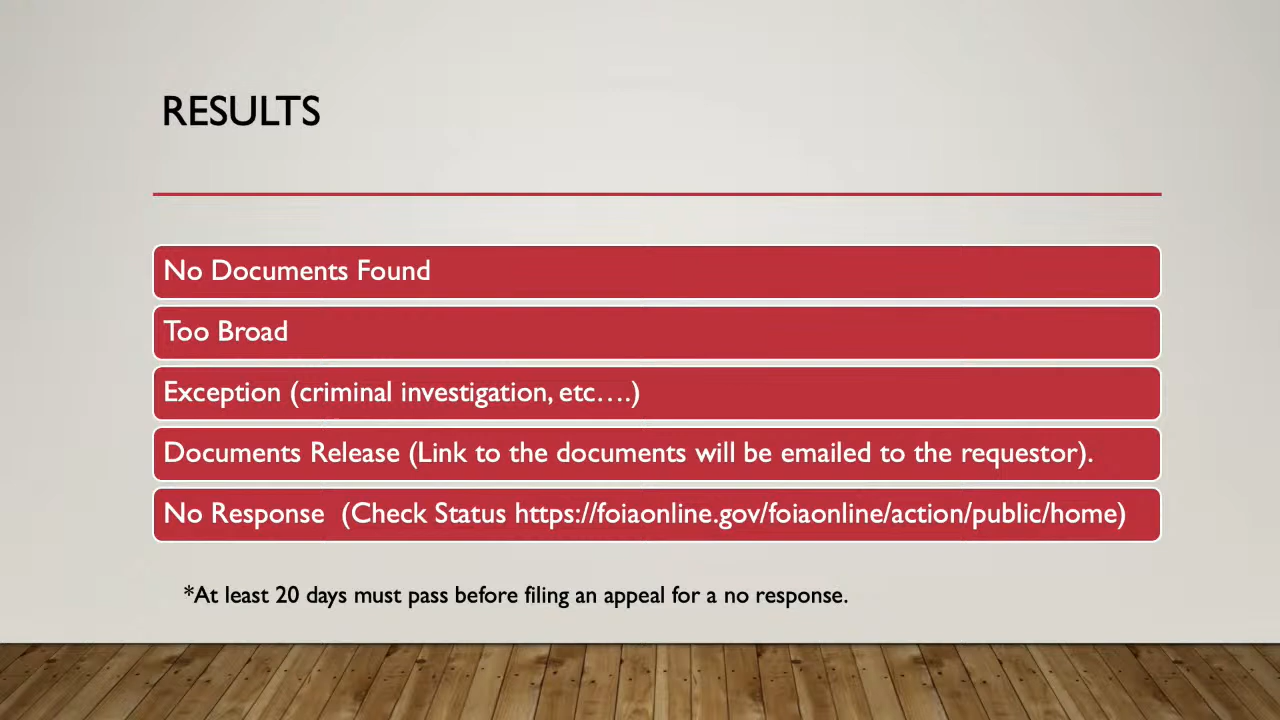 RESULTS
No Documents Found
Too Broad
Exception (criminal investigation, etc….)
Documents Release (Link to the documents will be emailed to the requestor).
No Response  (Check Status https://foiaonline.gov/foiaonline/action/public/home)
*At least 20 days must pass before filing an appeal for a no response.